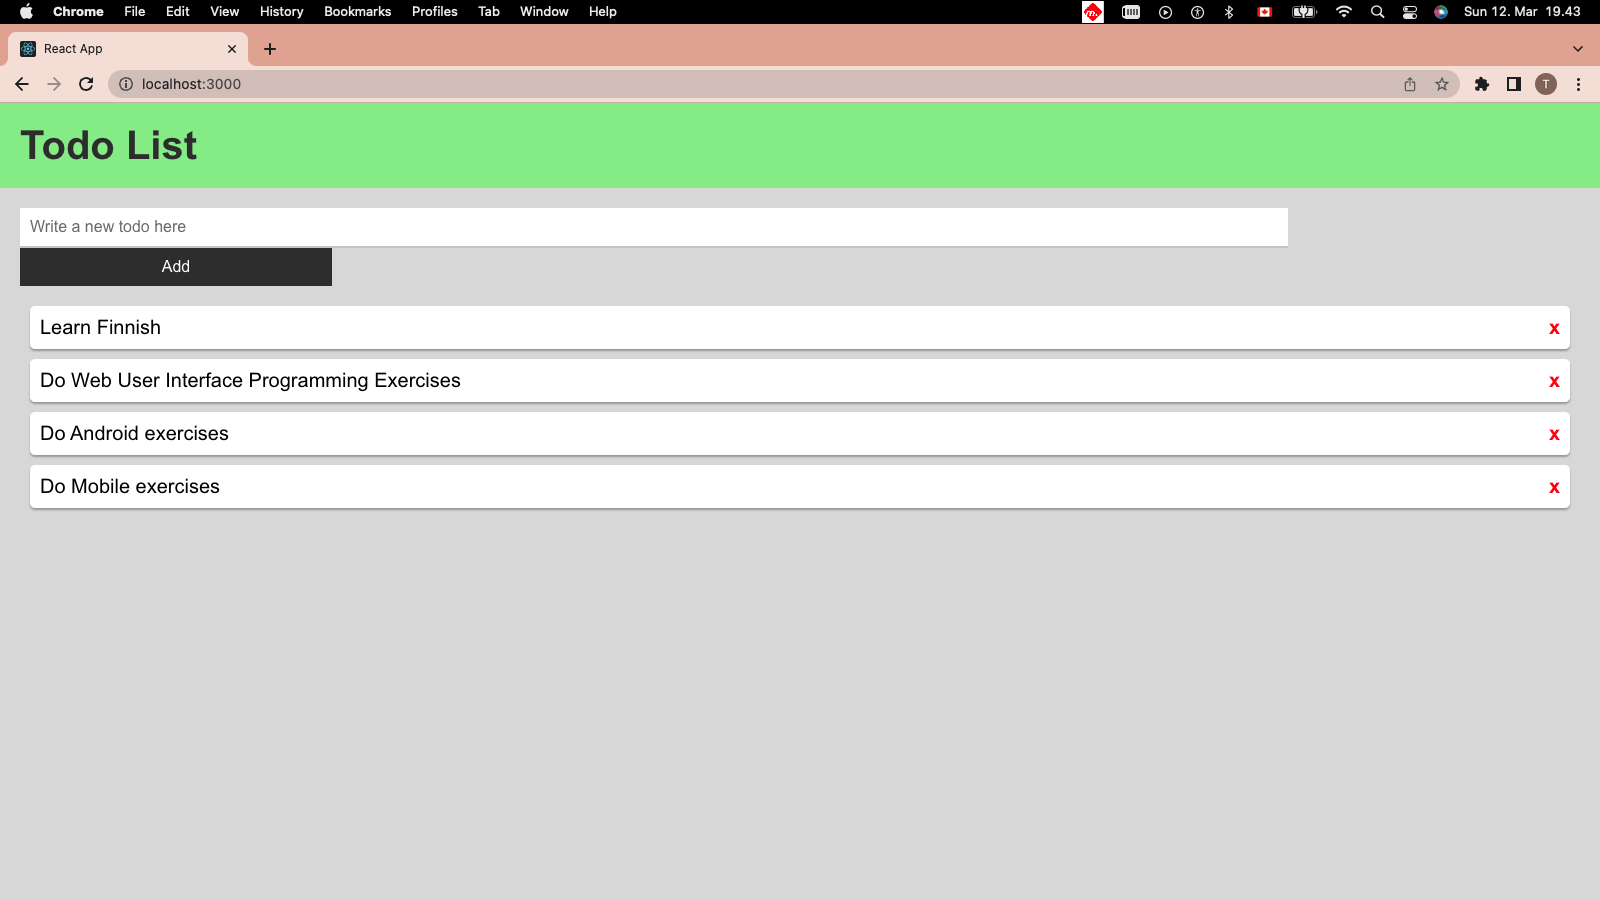 Chrome File Edit View History Bookmarks Profiles Tab Window Help Sun 12. Mar 19.43
React App
localhost:3000 T
Todo List
Write a new todo here
Add
Learn Finnish x
Do Web User Interface Programming Exercises x
Do Android exercises x
Do Mobile exercises x